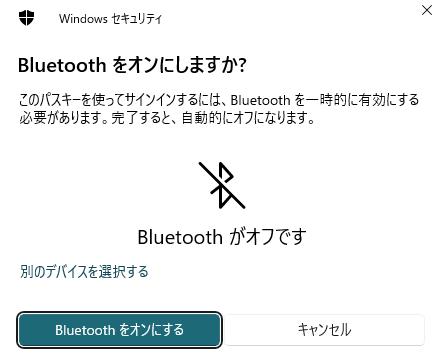 Windows セキュリティ
Bluetooth をオンにしますか?
このパスキーを使ってサインインするには、Bluetooth を一時的に有効にする
必要があります。完了すると、自動的にオフになります。
Bluetooth がオフです
別のデバイスを選択する
Bluetooth をオンにする
キャンセル